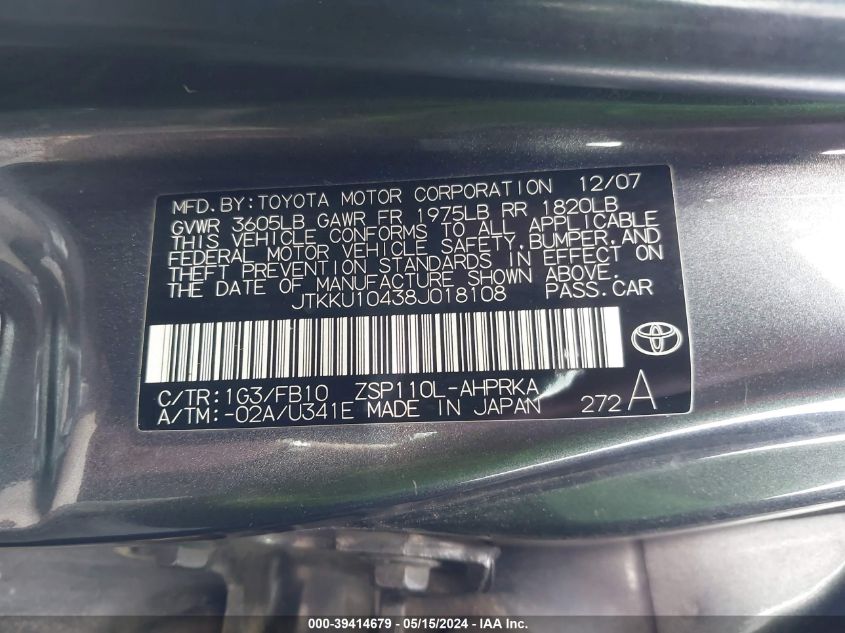 MFD. BY: TOYOTA MOTOR CORPORATION 12/07
GVWR 3605LB GAWR FR 1975LB RR 1820LB
THIS VEHICLE CONFORMS TO ALL APPLICABLE
FEDERAL MOTOR VEHICLE SAFETY, BUMPER, AND
THEFT PREVENTION STANDARDS IN EFFECT ON
THE DATE OF MANUFACTURE SHOWN ABOVE.
JTKKU10438J018108 PASS. CAR
C/TR: 1G3/FB10 ZSP110L-AHPRKA
A/TM: -02A/U341E MADE IN JAPAN 272 A
000-39414679 - 05/15/2024 - IAAI.com